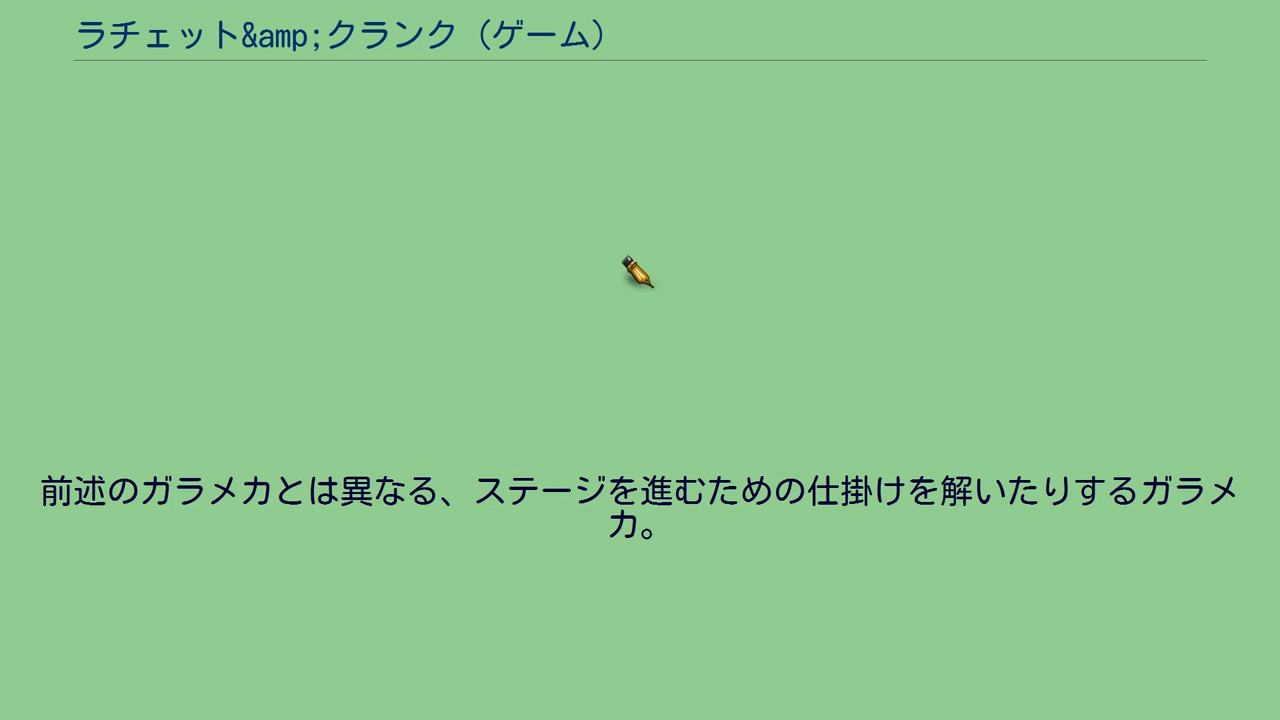 ラチェット&amp;クランク（ゲーム）
前述のガラメカとは異なる、ステージを進むための仕掛けを解いたりするガラメ
カ。